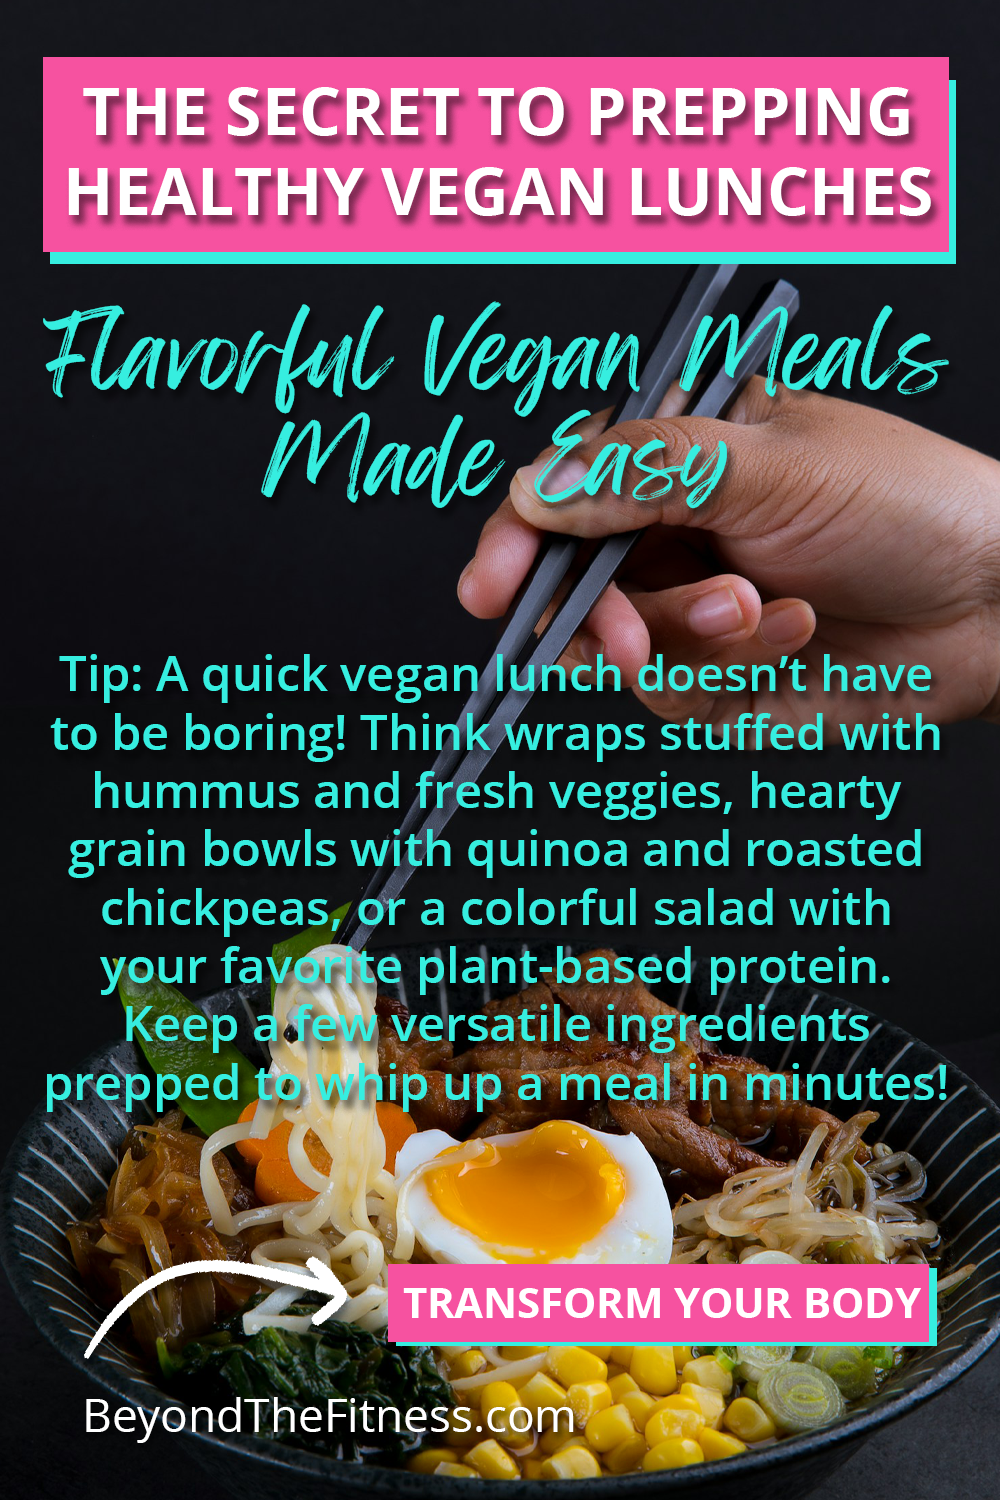 THE SECRET TO PREPPING
HEALTHY VEGAN LUNCHES
Flavorful Vegan Meals
Made Easy
Tip: A quick vegan lunch doesn’t have
to be boring! Think wraps stuffed with
hummus and fresh veggies, hearty
grain bowls with quinoa and roasted
chickpeas, or a colorful salad with
your favorite plant-based protein.
Keep a few versatile ingredients
prepped to whip up a meal in minutes!
TRANSFORM YOUR BODY
BeyondTheFitness.com